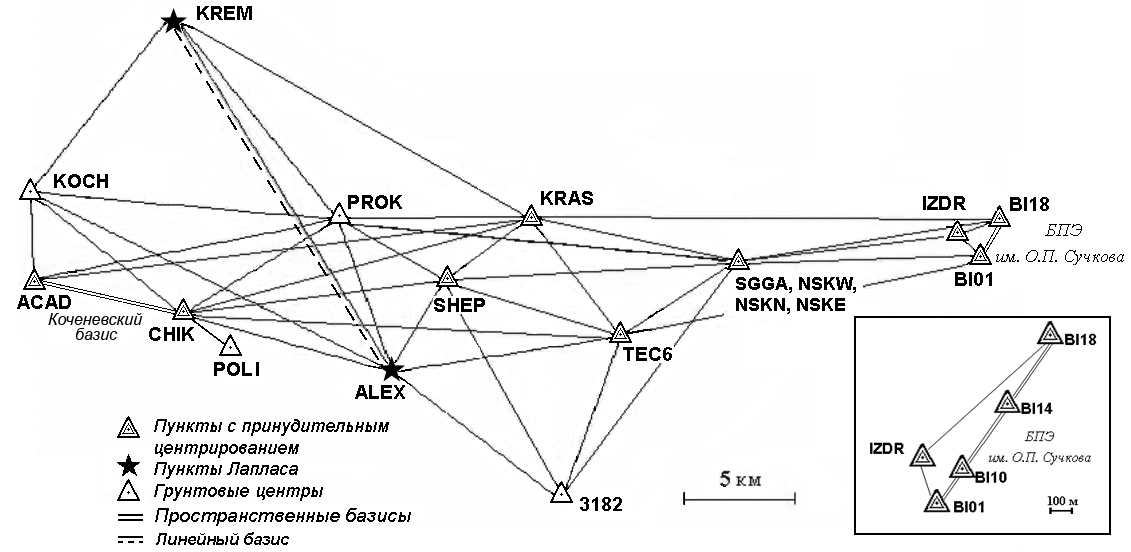 KREM
KOCH
PROK
KRAS
IZDR
BI18
БПЭ
им. О.П. Сучкова
BI01
ACAD
Коченевский
базис
CHIK
POLI
SHEP
SGGA, NSKW,
NSKN, NSKE
TEC6
ALEX
3182
5 км
Пункты с принудительным
центрированием
Пункты Лапласа
Грунтовые центры
Пространственные базисы
Линейный базис
BI18
BI14
БПЭ
им. О.П. Сучкова
IZDR
BI10
BI01
100 м